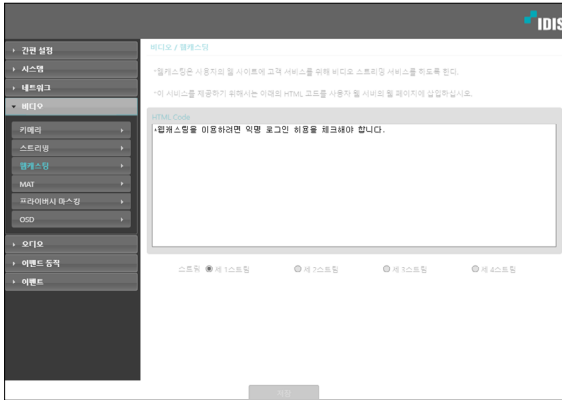 IDIS
간편 설정
시스템
네트워크
비디오
카메라
스트리밍
웹캐스팅
MAT
프라이버시 마스킹
OSD
오디오
이벤트 동작
이벤트
비디오 / 웹캐스팅
*웹캐스팅은 사용자의 웹 사이트에 고객 서비스를 위해 비디오 스트리밍 서비스를 하도록 한다.
*이 서비스를 제공하기 위해서는 아래의 HTML 코드를 사용자 웹 서버의 웹 페이지에 삽입하십시오.
HTML Code
*웹캐스팅을 이용하려면 익명 로그인 허용을 체크해야 합니다.
스트림 제 1스트림 제 2스트림 제 3스트림 제 4스트림
저장